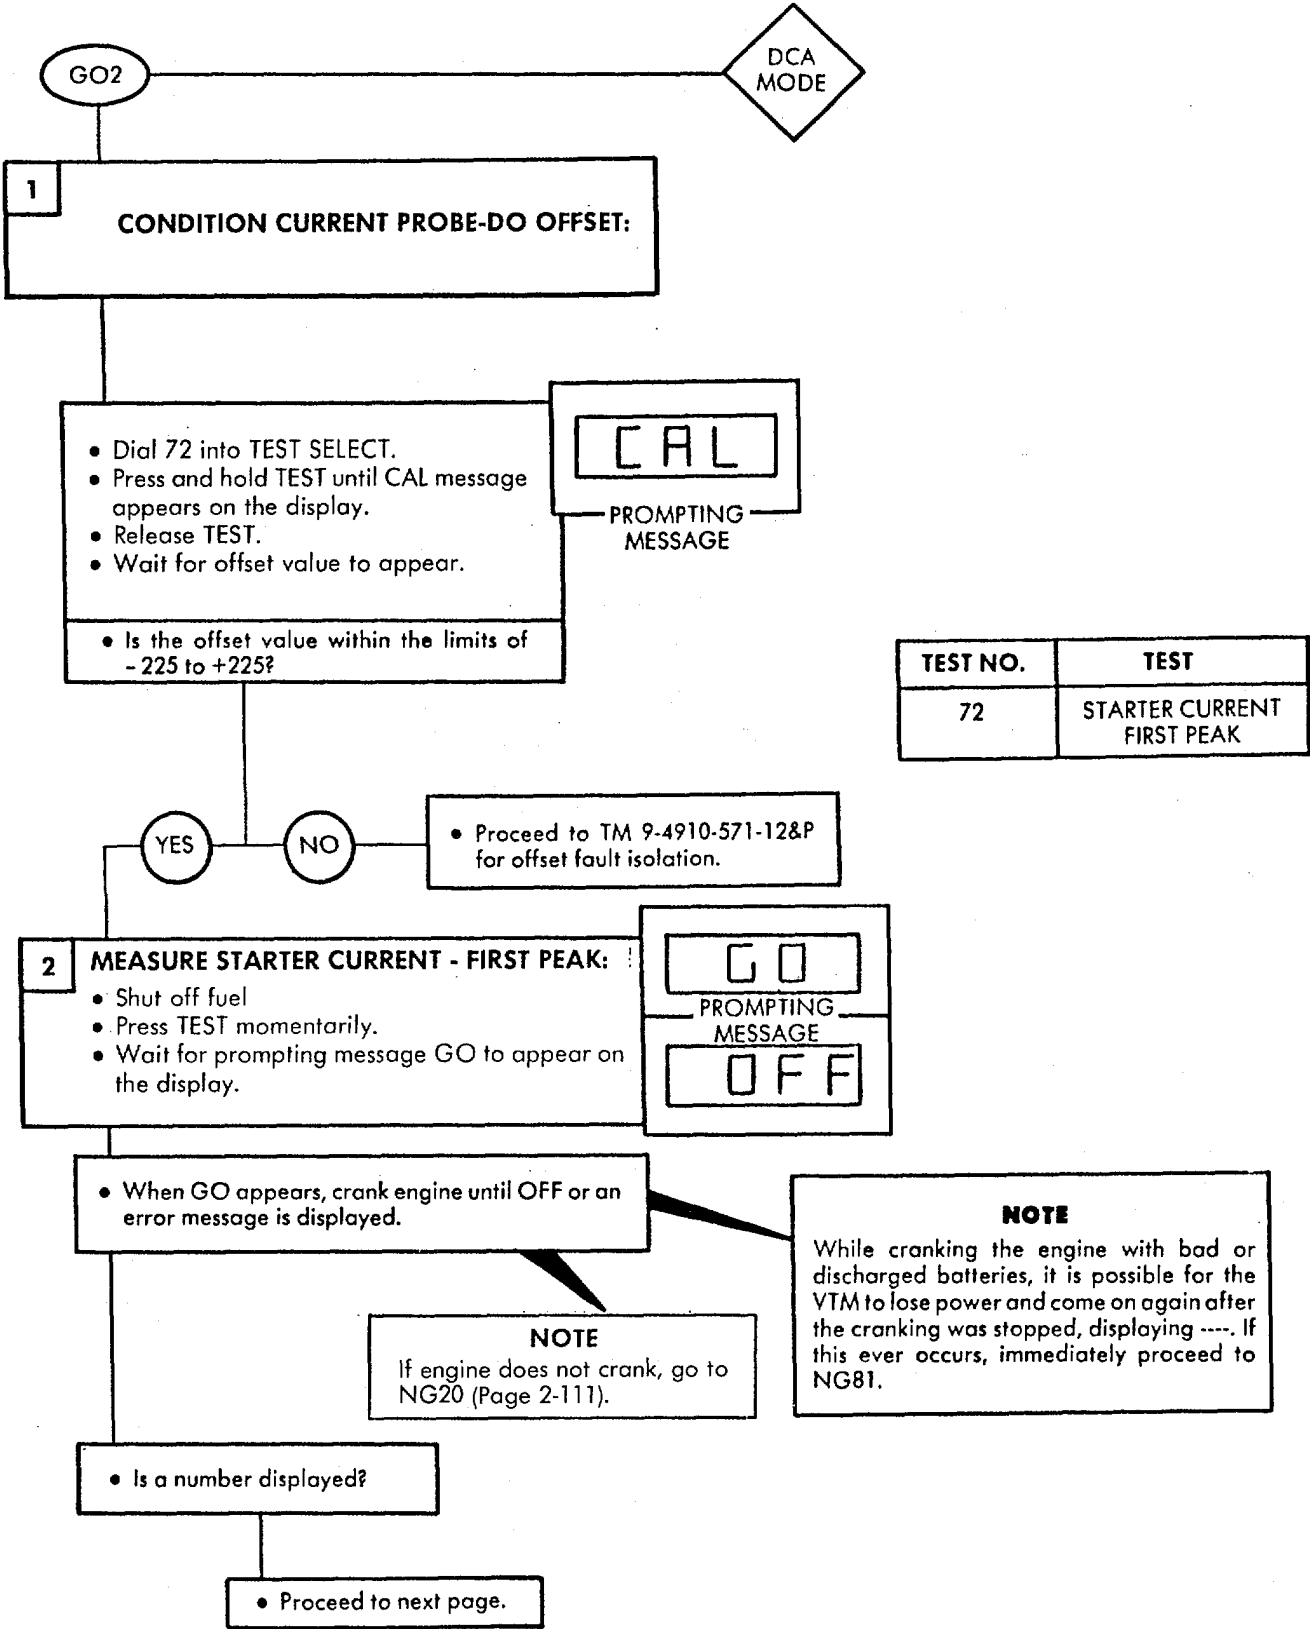 GO2
DCA
MODE
1
CONDITION CURRENT PROBE-DO OFFSET:
• Dial 72 into TEST SELECT.
• Press and hold TEST until CAL message
appears on the display.
• Release TEST.
• Wait for offset value to appear.
CAL
PROMPTING
MESSAGE
• Is the offset value within the limits of
-225 to +225?
TEST NO. TEST
72 STARTER CURRENT
FIRST PEAK
YES
NO
• Proceed to TM 9-4910-571-12&P
for offset fault isolation.
2
MEASURE STARTER CURRENT - FIRST PEAK:
• Shut off fuel
• Press TEST momentarily.
• Wait for prompting message GO to appear on
the display.
GO
PROMPTING
MESSAGE
OFF
• When GO appears, crank engine until OFF or an
error message is displayed.
NOTE
While cranking the engine with bad or
discharged batteries, it is possible for the
VTM to lose power and come on again after
the cranking was stopped, displaying ----. If
this ever occurs, immediately proceed to
NG81.
NOTE
If engine does not crank, go to
NG20 (Page 2-111).
• Is a number displayed?
• Proceed to next page.